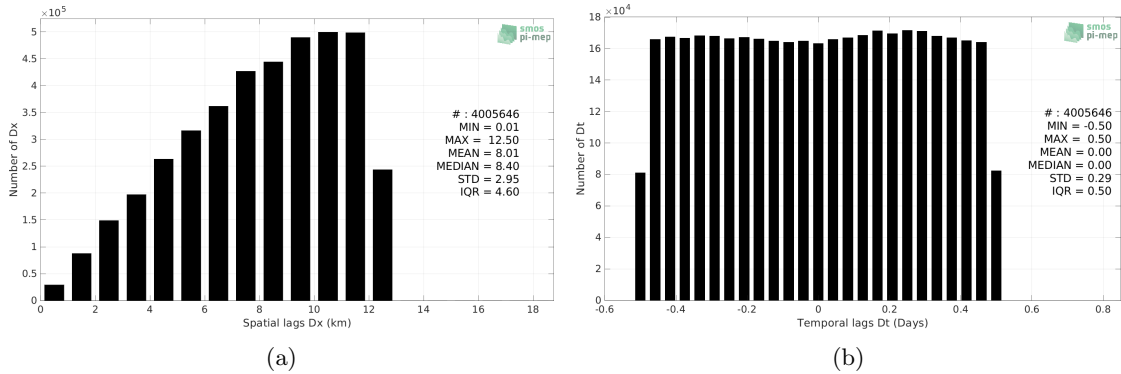 ×10⁵
5
4.5
4
3.5
3
2.5
2
1.5
1
0.5
0
Number of Dx
0 2 4 6 8 10 12 14 16 18
Spatial lags Dx (km)
smos
pi-mep
# : 4005646
MIN = 0.01
MAX = 12.50
MEAN = 8.01
MEDIAN = 8.40
STD = 2.95
IQR = 4.60
(a)
×10⁴
18
16
14
12
10
8
6
4
2
0
Number of Dt
-0.6 -0.4 -0.2 0 0.2 0.4 0.6 0.8
Temporal lags Dt (Days)
smos
pi-mep
# : 4005646
MIN = -0.50
MAX = 0.50
MEAN = 0.00
MEDIAN = 0.00
STD = 0.29
IQR = 0.50
(b)